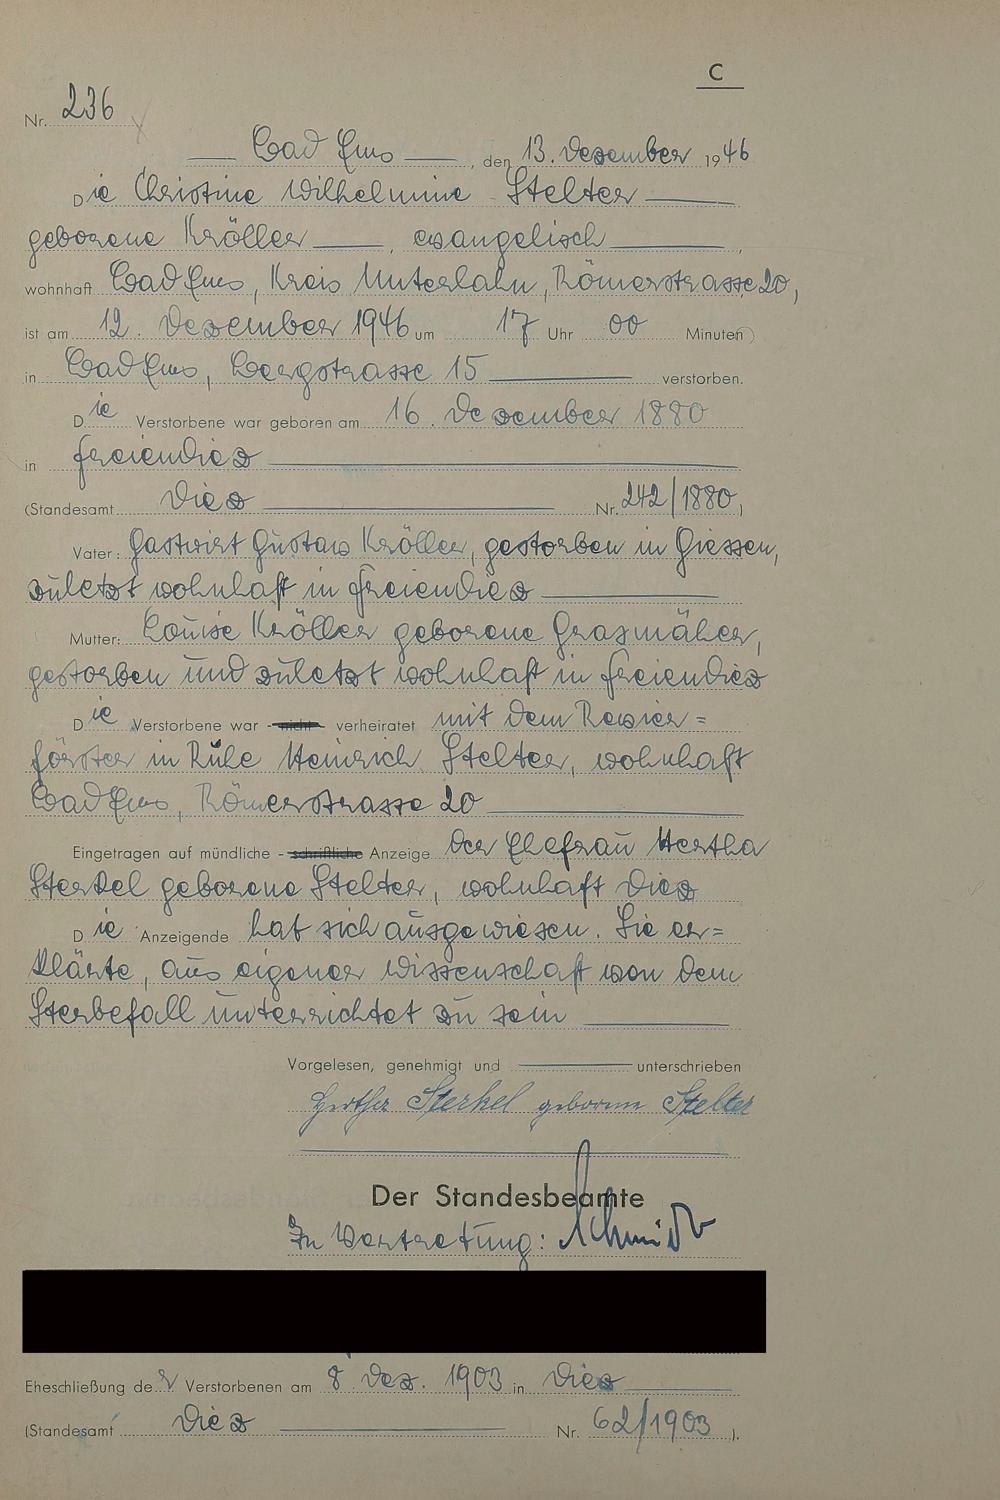 C
Nr. 236
Bad Ems, den 13. Dezember 1946
Die Christine Wilhelmine Stelter
geborene Kröller, evangelisch,
wohnhaft Bad Ems, Kreis Unterlahn, Römerstrasse 20,
ist am 12. Dezember 1946 um 17 Uhr 00 Minuten
in Bad Ems, Bergstrasse 15 verstorben.
Die Verstorbene war geboren am 16. Dezember 1880
in Freiendiez
(Standesamt Diez Nr. 242/1880)
Vater: Gastwirt Gustav Kröller, gestorben in Giessen,
zuletzt wohnhaft in Freiendiez
Mutter: Louise Kröller geborene Grasmäher,
gestorben und zuletzt wohnhaft in Freiendiez
Die Verstorbene war - nicht - verheiratet mit dem Revier=
förster in Ruhe Heinrich Stelter, wohnhaft
Bad Ems, Römerstrasse 20
Eingetragen auf mündliche - schriftliche Anzeige der Ehefrau Hertha
Sterkel geborene Stelter, wohnhaft Diez
Die Anzeigende hat sich ausgewiesen. Sie er=
klärte, aus eigener Wissenschaft von dem
Sterbefall unterrichtet zu sein
Vorgelesen, genehmigt und unterschrieben
Hertha Sterkel geborene Stelter
Der Standesbeamte
In Vertretung: Schmidt
Eheschließung der Verstorbenen am 8. Dez. 1903 in Diez
(Standesamt Diez Nr. 62/1903).